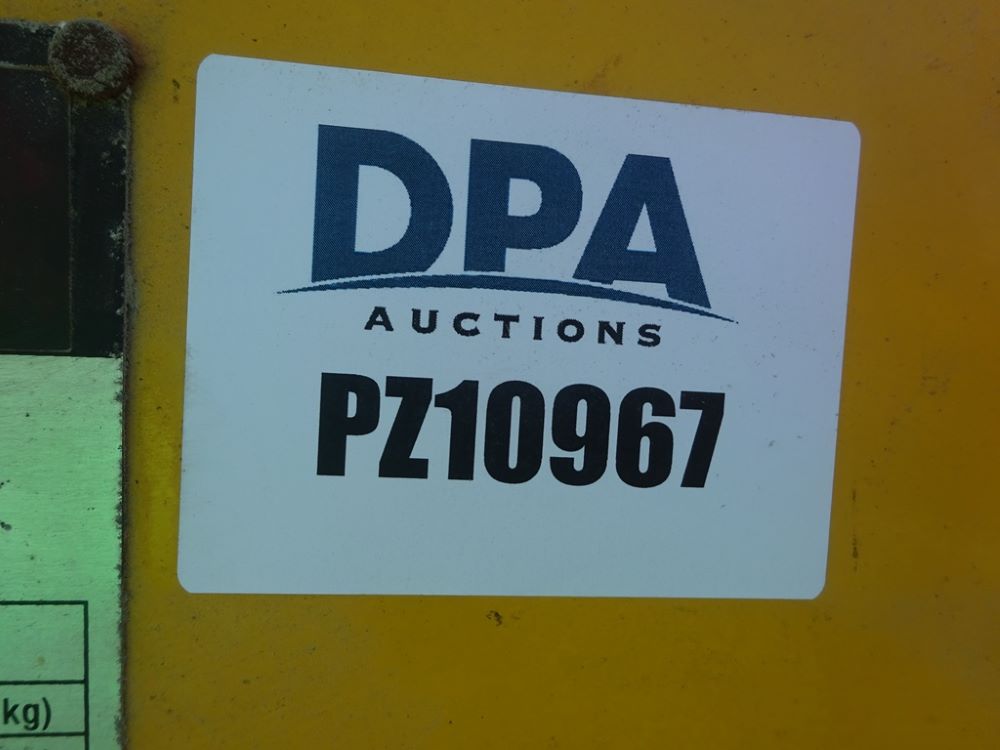 DPA
AUCTIONS
PZ10967
kg)